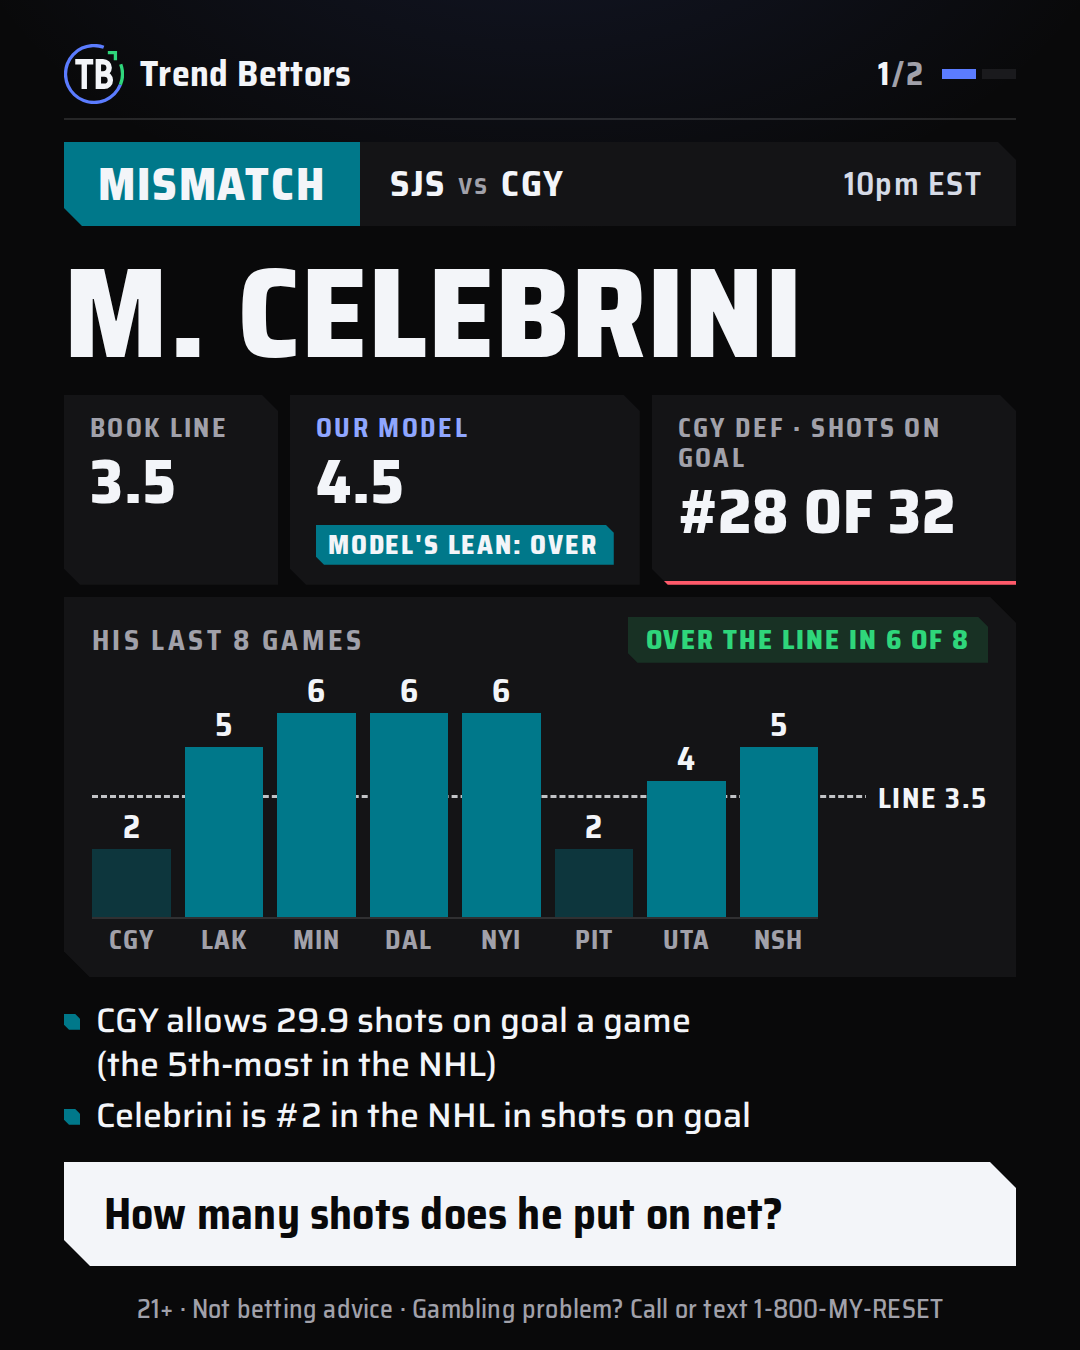 TB Trend Bettors
1/2
MISMATCH
SJS vs CGY
10pm EST
M. CELEBRINI
BOOK LINE
3.5
OUR MODEL
4.5
MODEL'S LEAN: OVER
CGY DEF · SHOTS ON
GOAL
#28 OF 32
HIS LAST 8 GAMES
OVER THE LINE IN 6 OF 8
2 5 6 6 6 2 4 5
LINE 3.5
CGY LAK MIN DAL NYI PIT UTA NSH
CGY allows 29.9 shots on goal a game
(the 5th-most in the NHL)
Celebrini is #2 in the NHL in shots on goal
How many shots does he put on net?
21+ · Not betting advice · Gambling problem? Call or text 1-800-MY-RESET